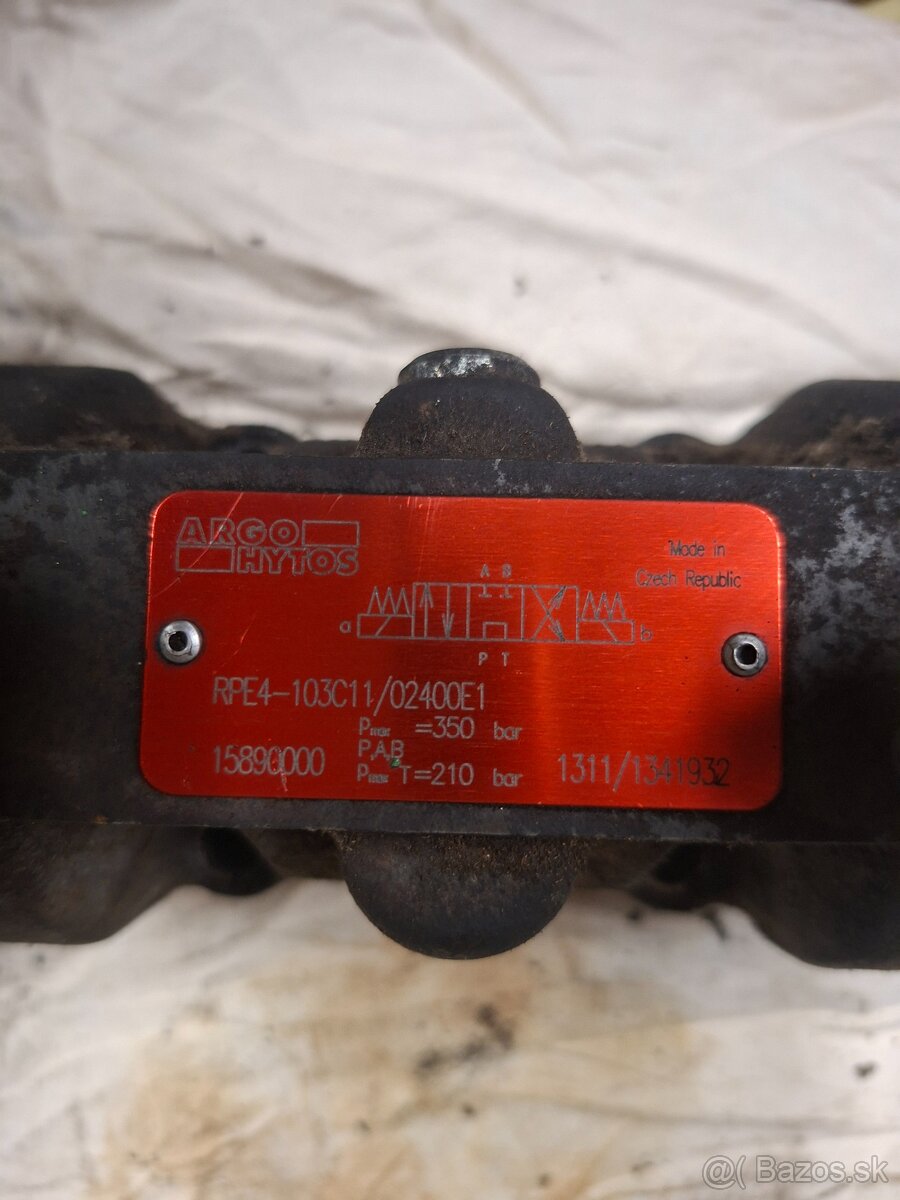 ARGO
HYTOS
Made in
Czech Republic
A B
a b
P T
RPE4-103C11/02400E1
Pmax =350 bar
P,A,B
15890000
Pmax T=210 bar
1311/1341932
@( Bazos.sk